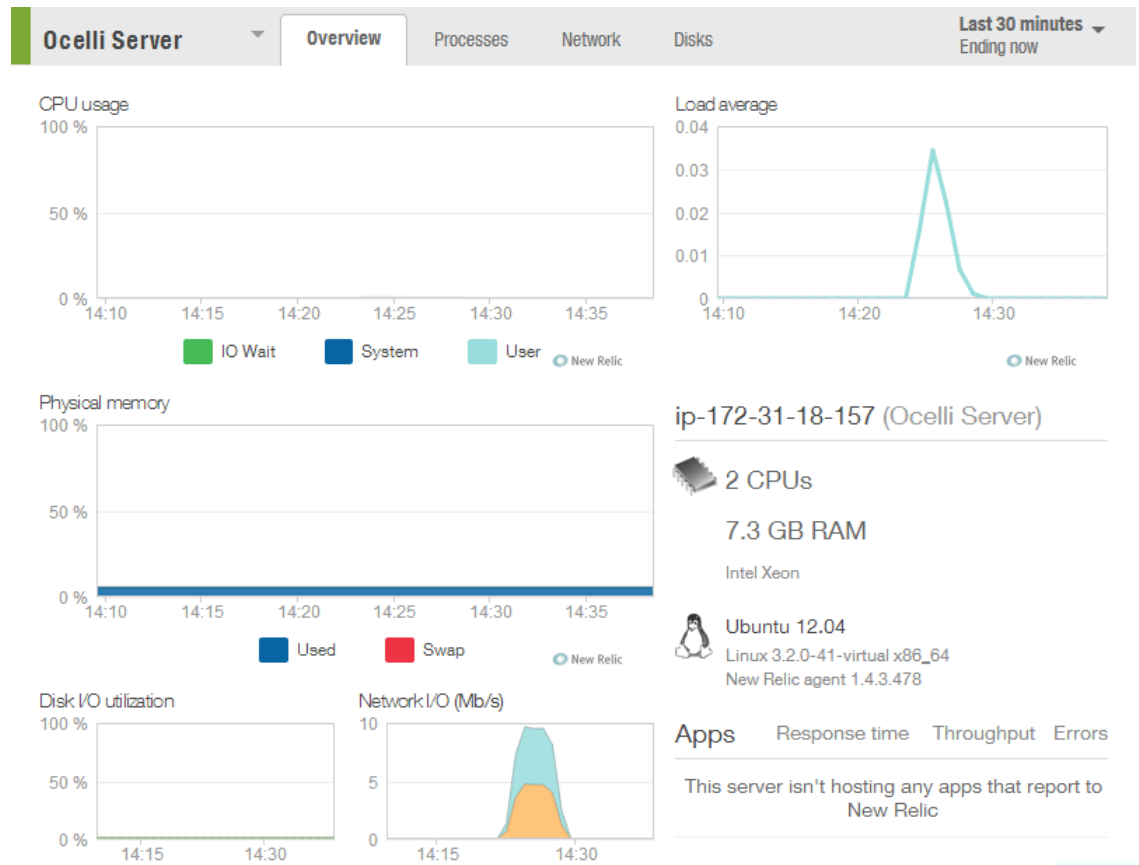 Ocelli Server
Overview
Processes
Network
Disks
Last 30 minutes
Ending now
CPU usage
100 %
50 %
0 %
14:10 14:15 14:20 14:25 14:30 14:35
IO Wait System User New Relic
Load average
0.04
0.03
0.02
0.01
0
14:10 14:20 14:30
New Relic
Physical memory
100 %
50 %
0 %
14:10 14:15 14:20 14:25 14:30 14:35
Used Swap New Relic
ip-172-31-18-157 (Ocelli Server)
2 CPUs
7.3 GB RAM
Intel Xeon
Ubuntu 12.04
Linux 3.2.0-41-virtual x86_64
New Relic agent 1.4.3.478
Disk I/O utilization
100 %
50 %
0 %
14:15 14:30
Network I/O (Mb/s)
10
5
0
14:15 14:30
Apps Response time Throughput Errors
This server isn't hosting any apps that report to
New Relic